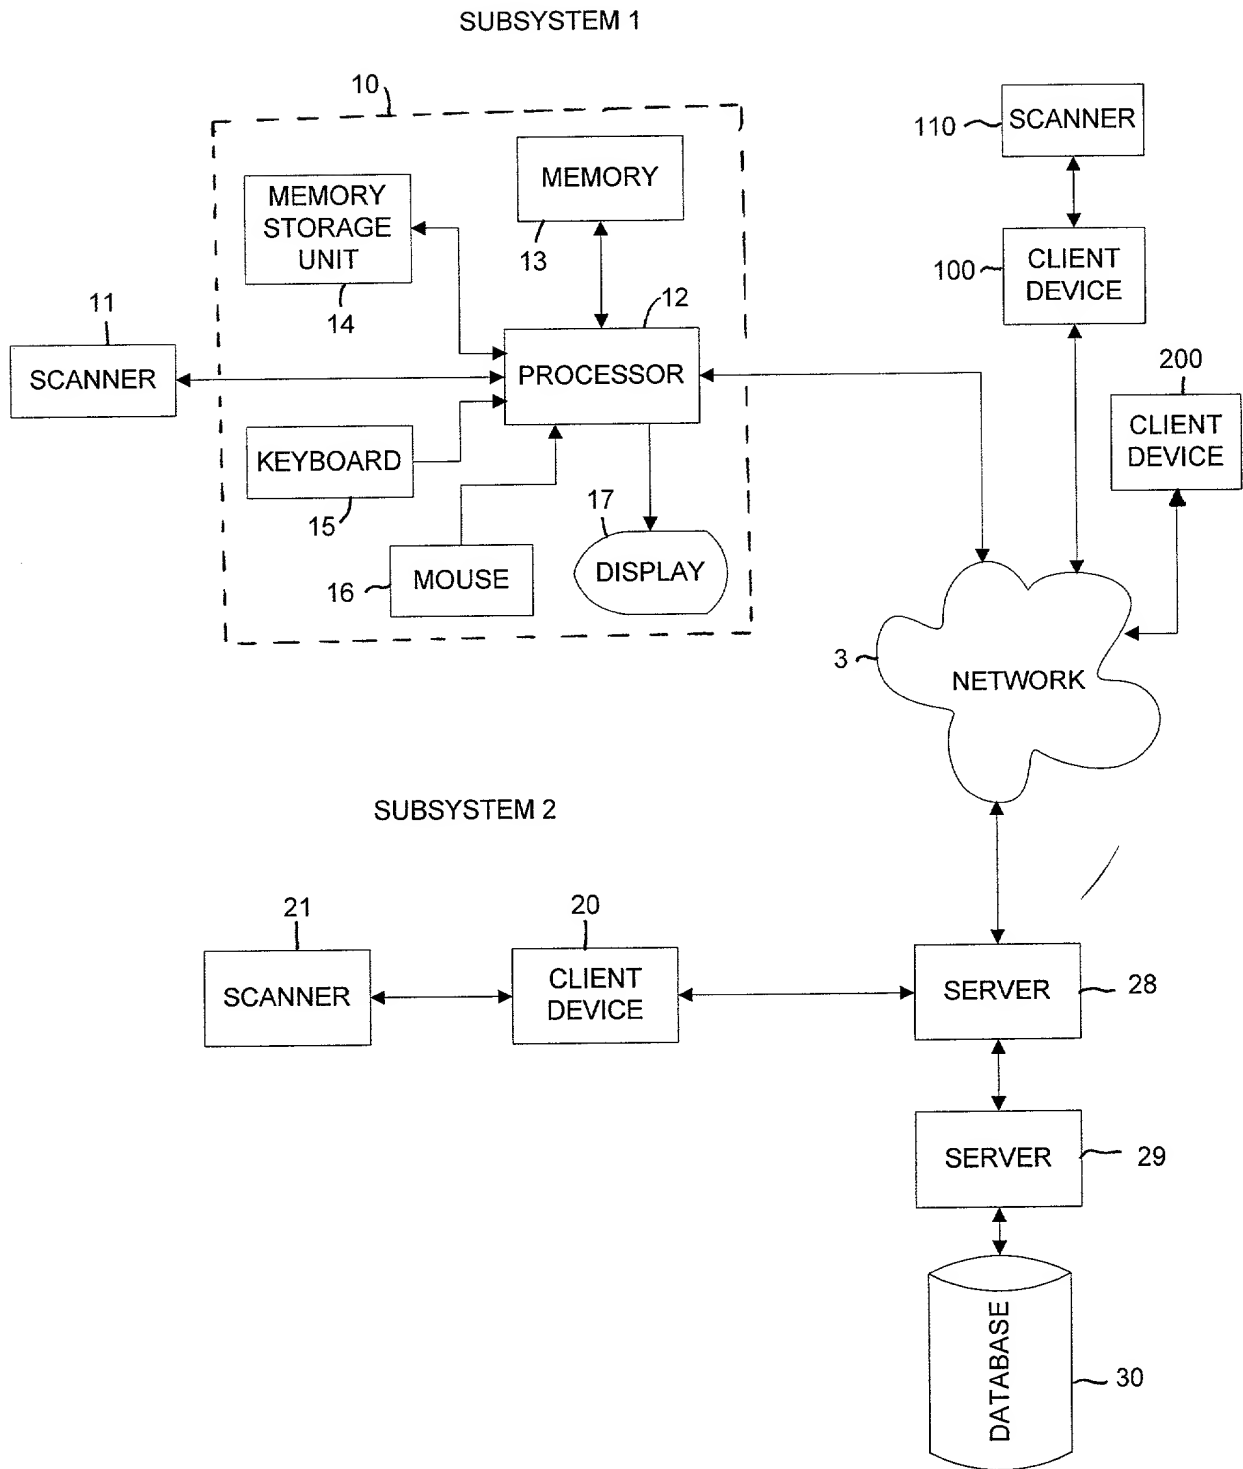 SUBSYSTEM 1
10
110
SCANNER
MEMORY
STORAGE
UNIT
14
MEMORY
13
100
CLIENT
DEVICE
11
SCANNER
12
PROCESSOR
200
CLIENT
DEVICE
KEYBOARD
15
16
MOUSE
17
DISPLAY
3
NETWORK
SUBSYSTEM 2
21
SCANNER
20
CLIENT
DEVICE
SERVER
28
SERVER
29
DATABASE
30